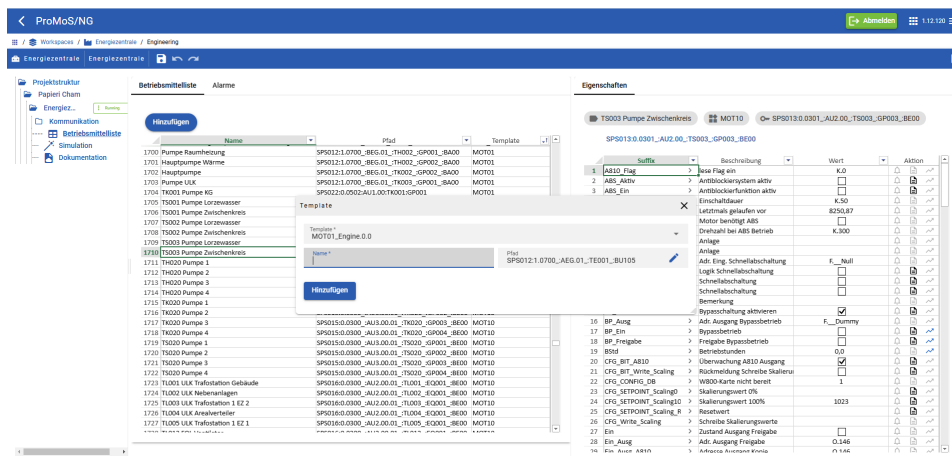 ProMoS/NG
Abmelden
1.12.120
/ Workspaces / Energiezentrale / Engineering
Energiezentrale Energiezentrale
Projektstruktur
Papieri Cham
Energiez... Running
Kommunikation
Betriebsmittelliste
Simulation
Dokumentation
Betriebsmittelliste Alarme
Hinzufügen
Name Pfad Template
1700 Pumpe Raumheizung SPS012:1.0700_:BEG.01_:TH002_:GP001_:BA00 MOT01
1701 Hauptpumpe Wärme SPS012:1.0700_:BEG.01_:TH002_:GP001_:BA00 MOT01
1702 Hauptpumpe SPS012:1.0700_:BEG.01_:TK002_:GP001_:BA00 MOT01
1703 Pumpe ULK SPS012:1.0700_:BEG.01_:TK003_:GP001_:BA00 MOT01
1704 TK001 Pumpe KG SPS022:0.0502:AU1.00:TK001:GP001 MOT01
1705 TS001 Pumpe Lorzewasser
1706 TS001 Pumpe Zwischenkreis
1707 TS002 Pumpe Lorzewasser
1708 TS002 Pumpe Zwischenkreis
1709 TS003 Pumpe Lorzewasser
1710 TS003 Pumpe Zwischenkreis
1711 TH020 Pumpe 1
1712 TH020 Pumpe 2
1713 TH020 Pumpe 3
1714 TH020 Pumpe 4
1715 TK020 Pumpe 1
1716 TK020 Pumpe 2
1717 TK020 Pumpe 3 SPS015:0.0300_:AU3.00.01_:TK020_:GP003_:BE00 MOT10
1718 TK020 Pumpe 4 SPS015:0.0300_:AU3.00.01_:TK020_:GP004_:BE00 MOT10
1719 TS020 Pumpe 1 SPS015:0.0300_:AU3.00.01_:TS020_:GP001_:BE00 MOT10
1720 TS020 Pumpe 2 SPS015:0.0300_:AU3.00.01_:TS020_:GP002_:BE00 MOT10
1721 TS020 Pumpe 3 SPS015:0.0300_:AU3.00.01_:TS020_:GP003_:BE00 MOT10
1722 TS020 Pumpe 4 SPS015:0.0300_:AU3.00.01_:TS020_:GP004_:BE00 MOT10
1723 TL001 ULK Trafostation Gebäude SPS016:0.0300_:AU2.00.01_:TL001_:EQ001_:BE00 MOT10
1724 TL002 ULK Nebenanlagen SPS016:0.0300_:AU2.00.01_:TL002_:EQ001_:BE00 MOT10
1725 TL003 ULK Trafostation 1 EZ 2 SPS016:0.0300_:AU2.00.01_:TL003_:EQ001_:BE00 MOT10
1726 TL004 ULK Arealverteiler SPS016:0.0300_:AU2.00.01_:TL004_:EQ001_:BE00 MOT10
1727 TL005 ULK Trafostation 1 EZ 1 SPS016:0.0300_:AU2.00.01_:TL005_:EQ001_:BE00 MOT10
Template
Template *
MOT01_Engine.0.0
Name *
Pfad
SPS012:1.0700_:AEG.01_:TE001_:BU105
Hinzufügen
Eigenschaften
TS003 Pumpe Zwischenkreis MOT10 SPS013:0.0301_:AU2.00_:TS003_:GP003_:BE00
SPS013:0.0301_:AU2.00_:TS003_:GP003_:BE00
Suffix Beschreibung Wert Aktion
1 A810_Flag lese Flag ein K.0
2 ABS_Aktiv Antiblockiersystem aktiv
3 ABS_Ein Antiblockierfunktion aktiv
Einschaltdauer K.50
Letztmals gelaufen vor 8250,87
Motor benötigt ABS
Drehzahl bei ABS Betrieb K.300
Anlage
Anlage
Adr. Eing. Schnellabschaltung F.__Null
Logik Schnellabschaltung
Schnellabschaltung
Schnellabschaltung
Bemerkung
Bypasschaltung aktivieren
16 BP_Ausg Adr. Ausgang Bypassbetrieb F.__Dummy
17 BP_Ein Bypassbetrieb
18 BP_Freigabe Freigabe Bypassbetrieb
19 BStd Betriebstunden 0,0
20 CFG_BIT_A810 Überwachung A810 Ausgang
21 CFG_BIT_Write_Scaling Rückmeldung Schreibe Skalieru
22 CFG_CONFIG_DB W800-Karte nicht bereit 1
23 CFG_SETPOINT_Scaling0 Skalierungswert 0%
24 CFG_SETPOINT_Scaling10 Skalierungswert 100% 1023
25 CFG_SETPOINT_Scaling_R Resetwert
26 CFG_Write_Scaling Schreibe Skalierungswerte
27 Ein Zustand Ausgang Freigabe
28 Ein_Ausg Adr. Ausgang Freigabe O.146
29 Ein_Ausg_A810 Adresse Ausgang Kopie O.146